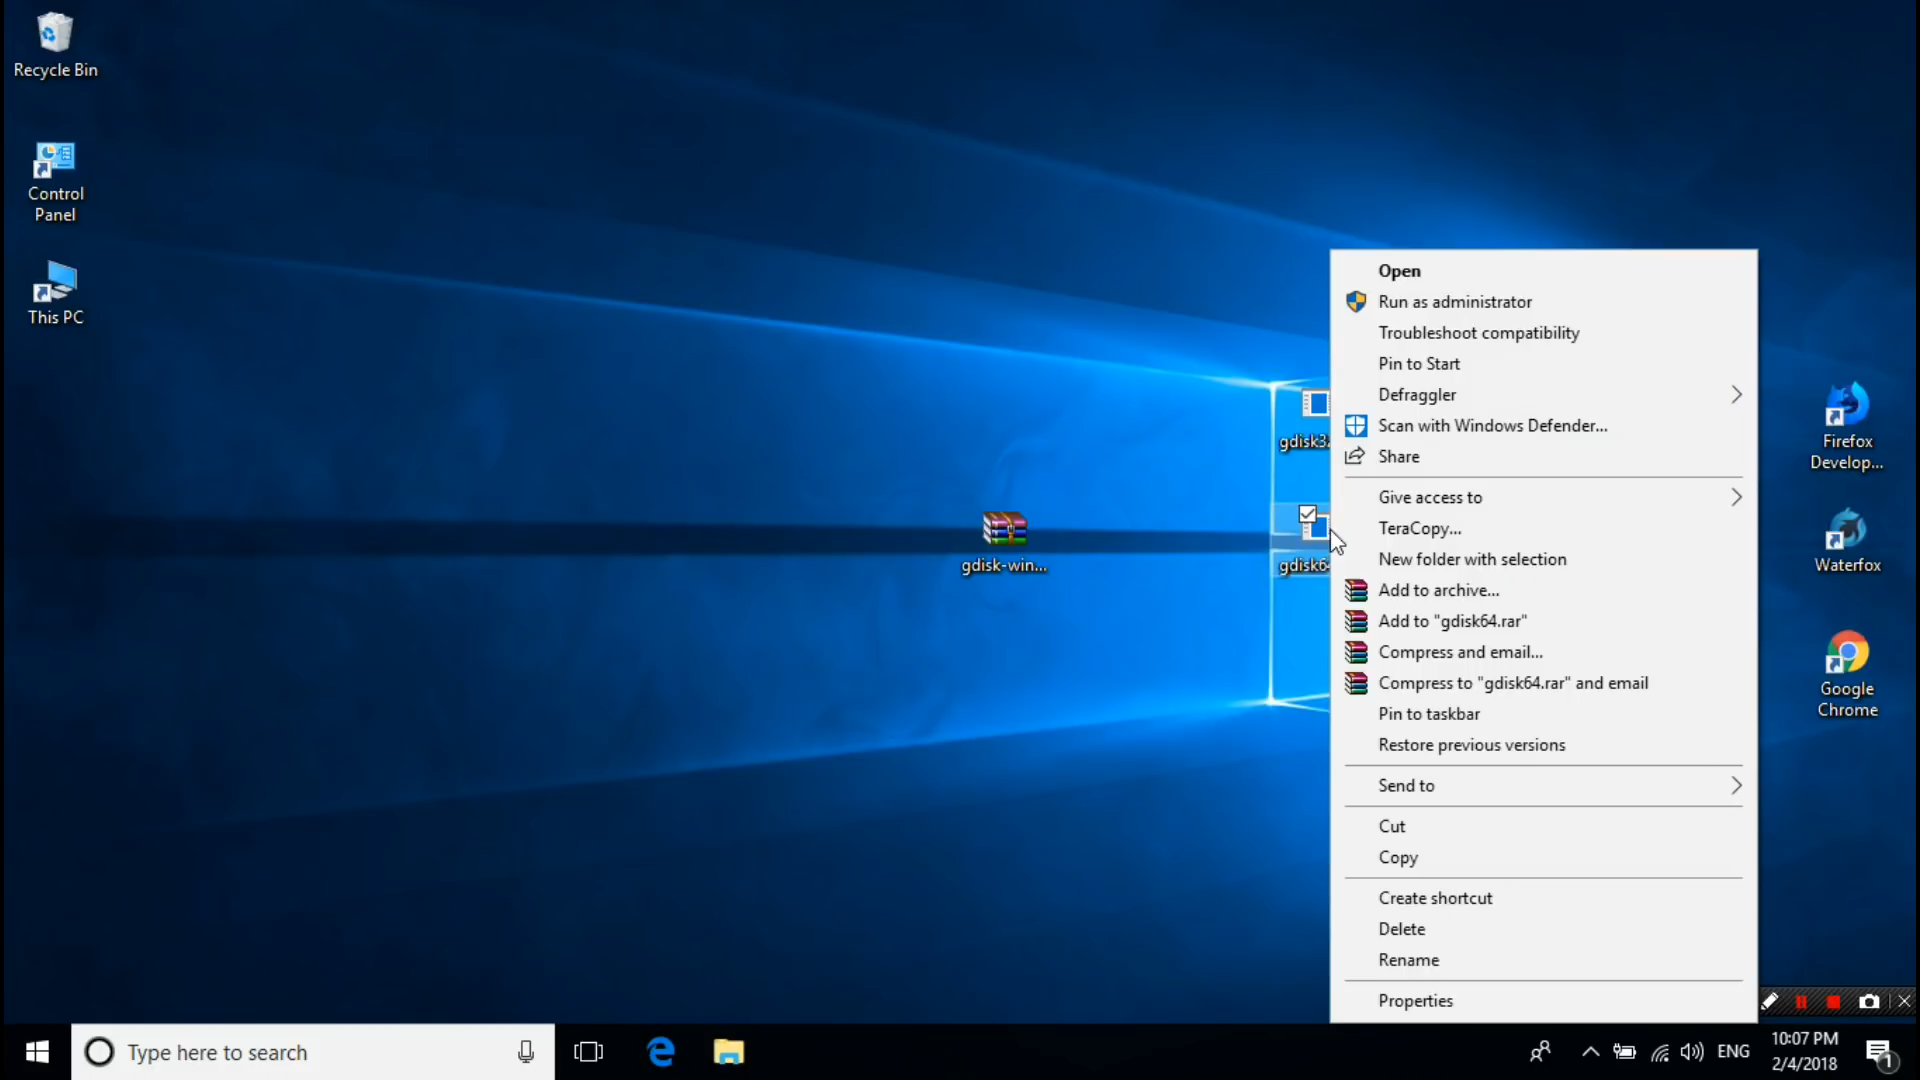 Recycle Bin
Control
Panel
This PC
gdisk-win...
gdisk3
gdisk6
Open
Run as administrator
Troubleshoot compatibility
Pin to Start
Defraggler
Scan with Windows Defender...
Share
Give access to
TeraCopy...
New folder with selection
Add to archive...
Add to "gdisk64.rar"
Compress and email...
Compress to "gdisk64.rar" and email
Pin to taskbar
Restore previous versions
Send to
Cut
Copy
Create shortcut
Delete
Rename
Properties
Firefox
Develop...
Waterfox
Google
Chrome
Type here to search
ENG
10:07 PM
2/4/2018
1